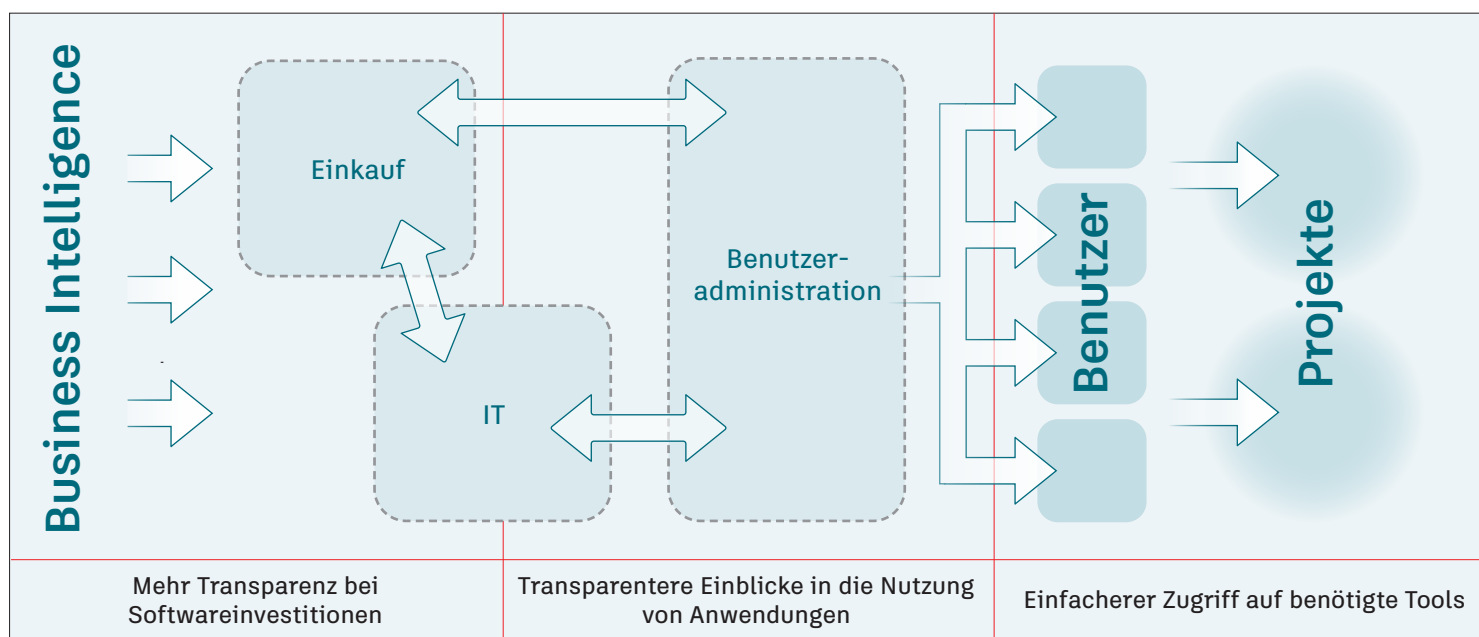 Business Intelligence
Einkauf
IT
Benutzer-
administration
Benutzer
Projekte
Mehr Transparenz bei
Softwareinvestitionen
Transparentere Einblicke in die Nutzung
von Anwendungen
Einfacherer Zugriff auf benötigte Tools